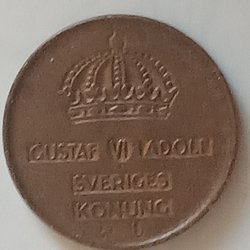 GUSTAF VI ADOLF
SVERIGES
KONUNG